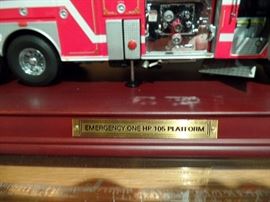 EMERGENCY ONE HP 105 PLATFORM